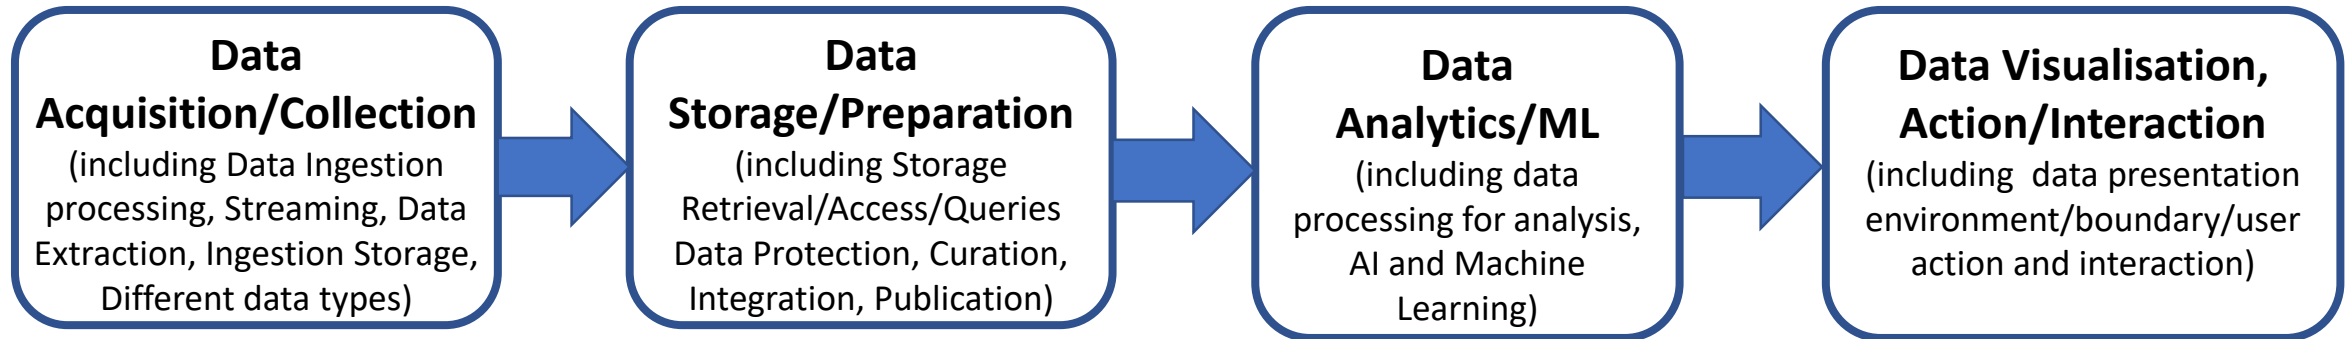 Data
Acquisition/Collection
(including Data Ingestion
processing, Streaming, Data
Extraction, Ingestion Storage,
Different data types)
Data
Storage/Preparation
(including Storage
Retrieval/Access/Queries
Data Protection, Curation,
Integration, Publication)
Data
Analytics/ML
(including data
processing for analysis,
AI and Machine
Learning)
Data Visualisation,
Action/Interaction
(including  data presentation
environment/boundary/user
action and interaction)